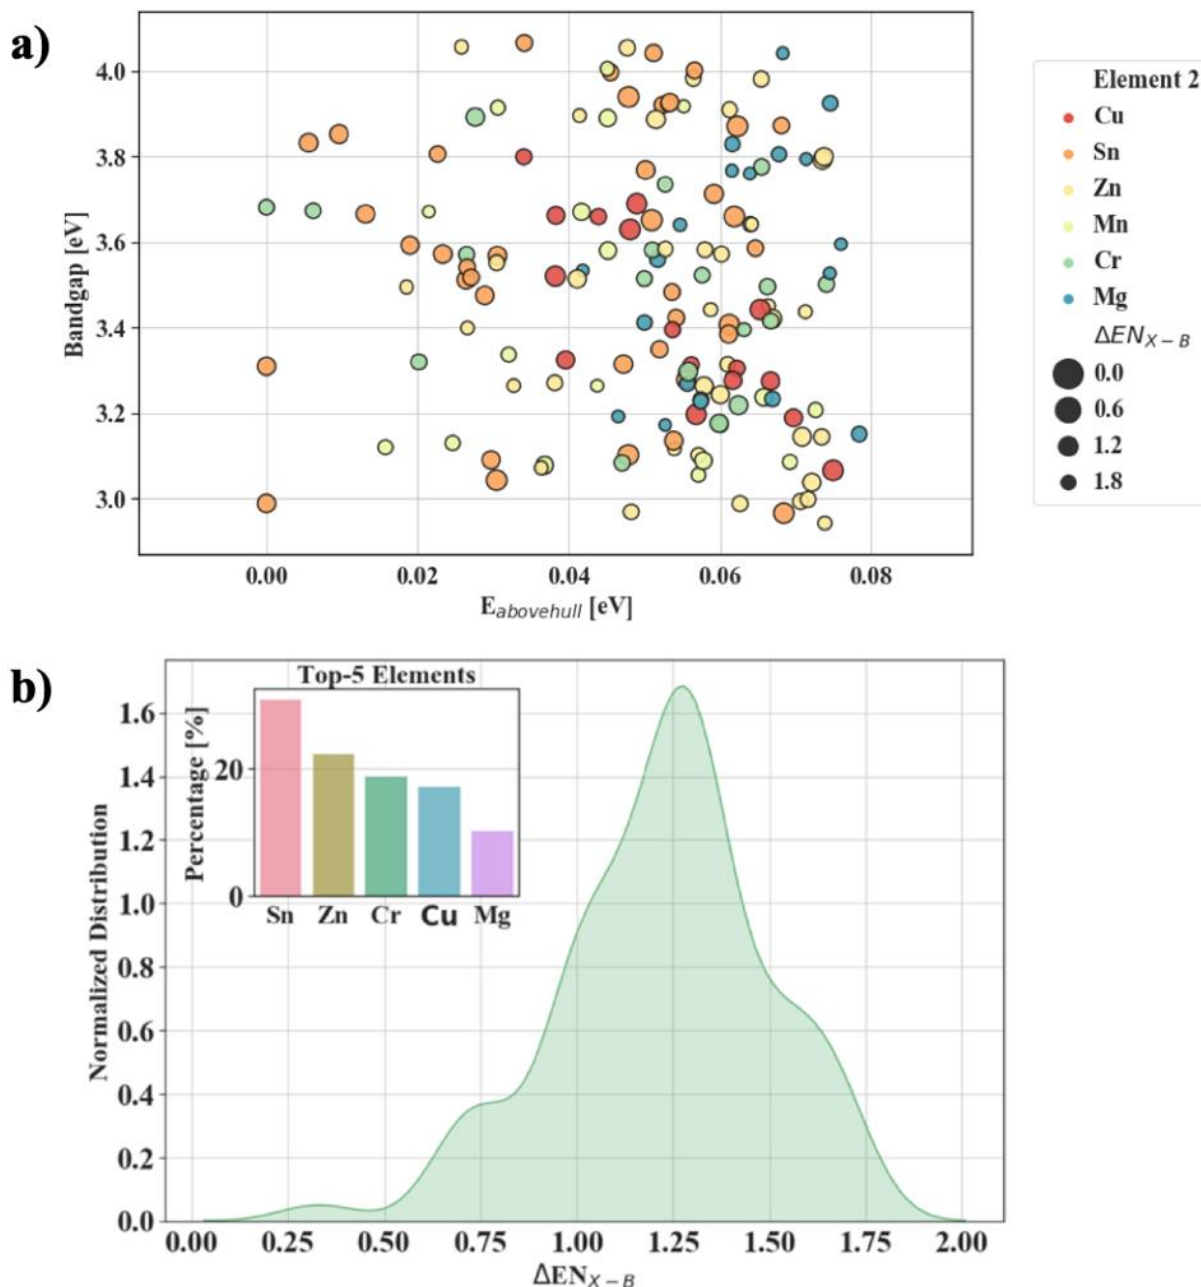 a)
4.0
3.8
3.6
3.4
3.2
3.0
Bandgap [eV]
0.00 0.02 0.04 0.06 0.08
E_abovehull [eV]
Element 2
Cu
Sn
Zn
Mn
Cr
Mg
ΔEN_X−B
0.0
0.6
1.2
1.8
b)
Top-5 Elements
Percentage [%]
20
0
Sn Zn Cr Cu Mg
1.6
1.4
1.2
1.0
0.8
0.6
0.4
0.2
0.0
Normalized Distribution
0.00 0.25 0.50 0.75 1.00 1.25 1.50 1.75 2.00
ΔEN_X−B